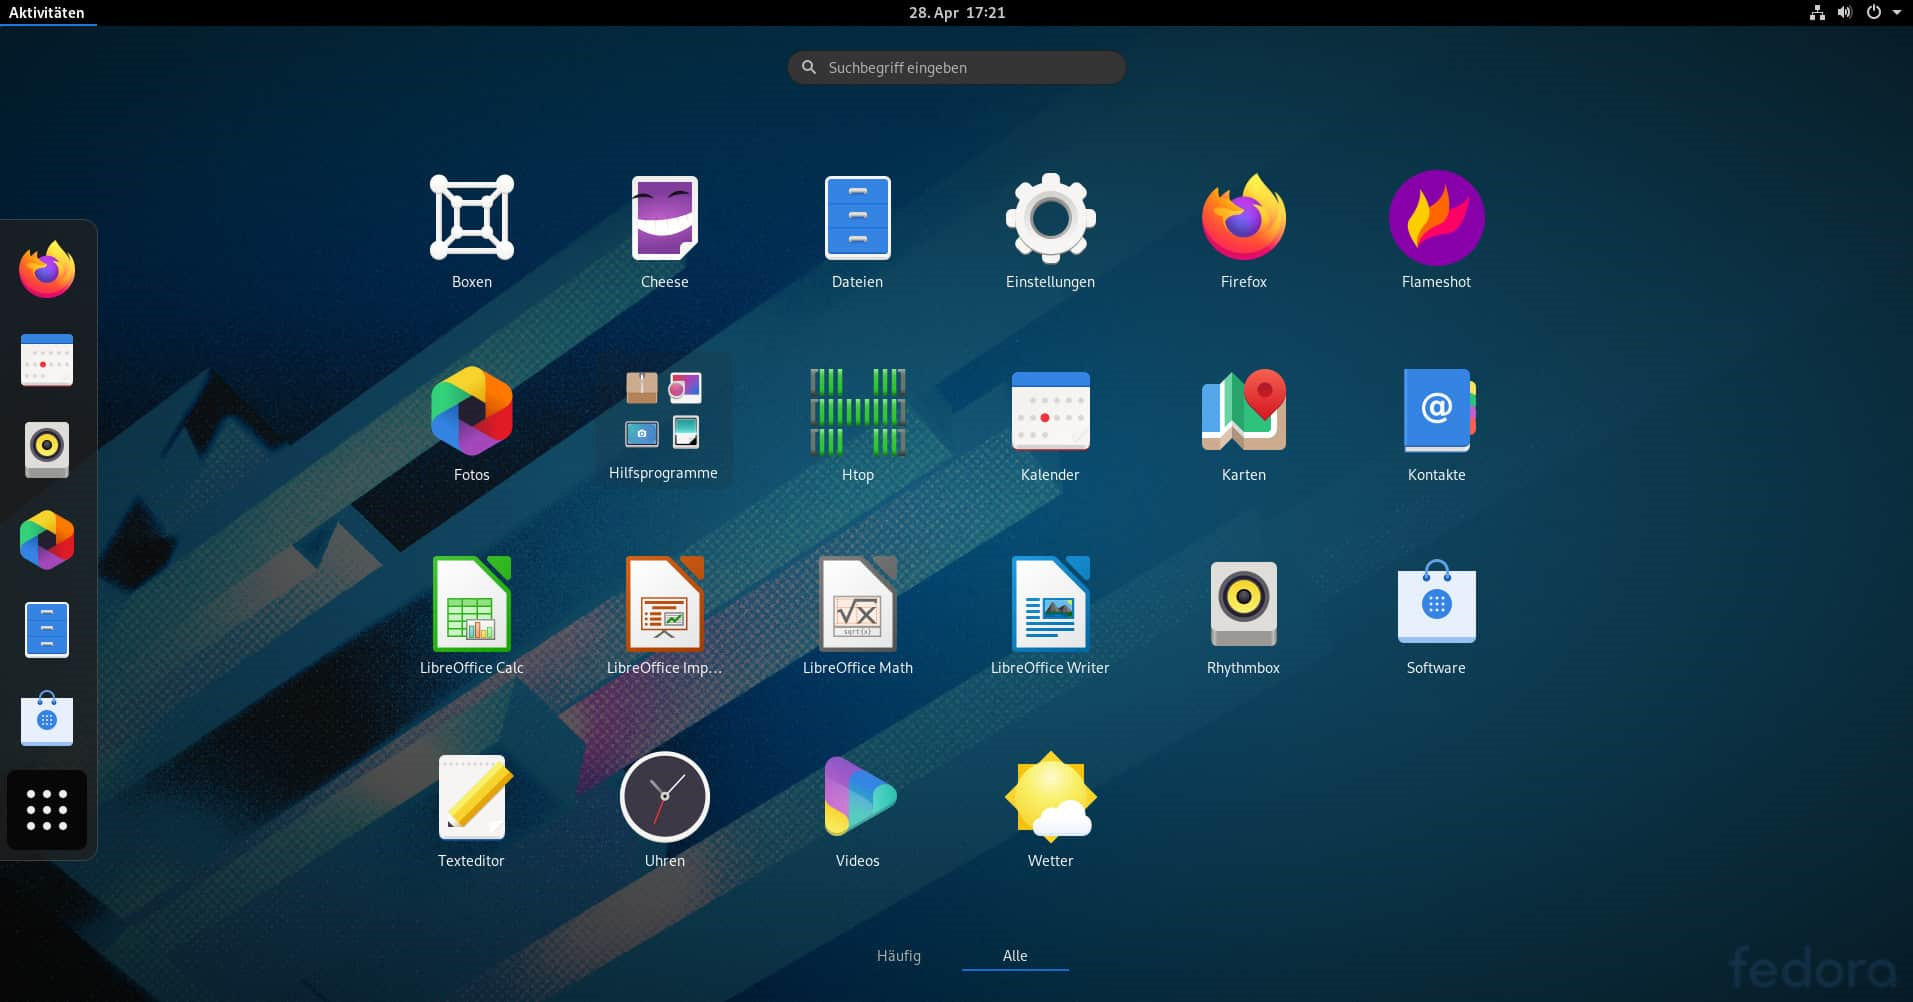 Aktivitäten
28. Apr 17:21
Suchbegriff eingeben
Boxen
Cheese
Dateien
Einstellungen
Firefox
Flameshot
Fotos
Hilfsprogramme
Htop
Kalender
Karten
@
Kontakte
√x
sqrt(x)
LibreOffice Calc
LibreOffice Imp...
LibreOffice Math
LibreOffice Writer
Rhythmbox
Software
Texteditor
Uhren
Videos
Wetter
Häufig
Alle
fedora